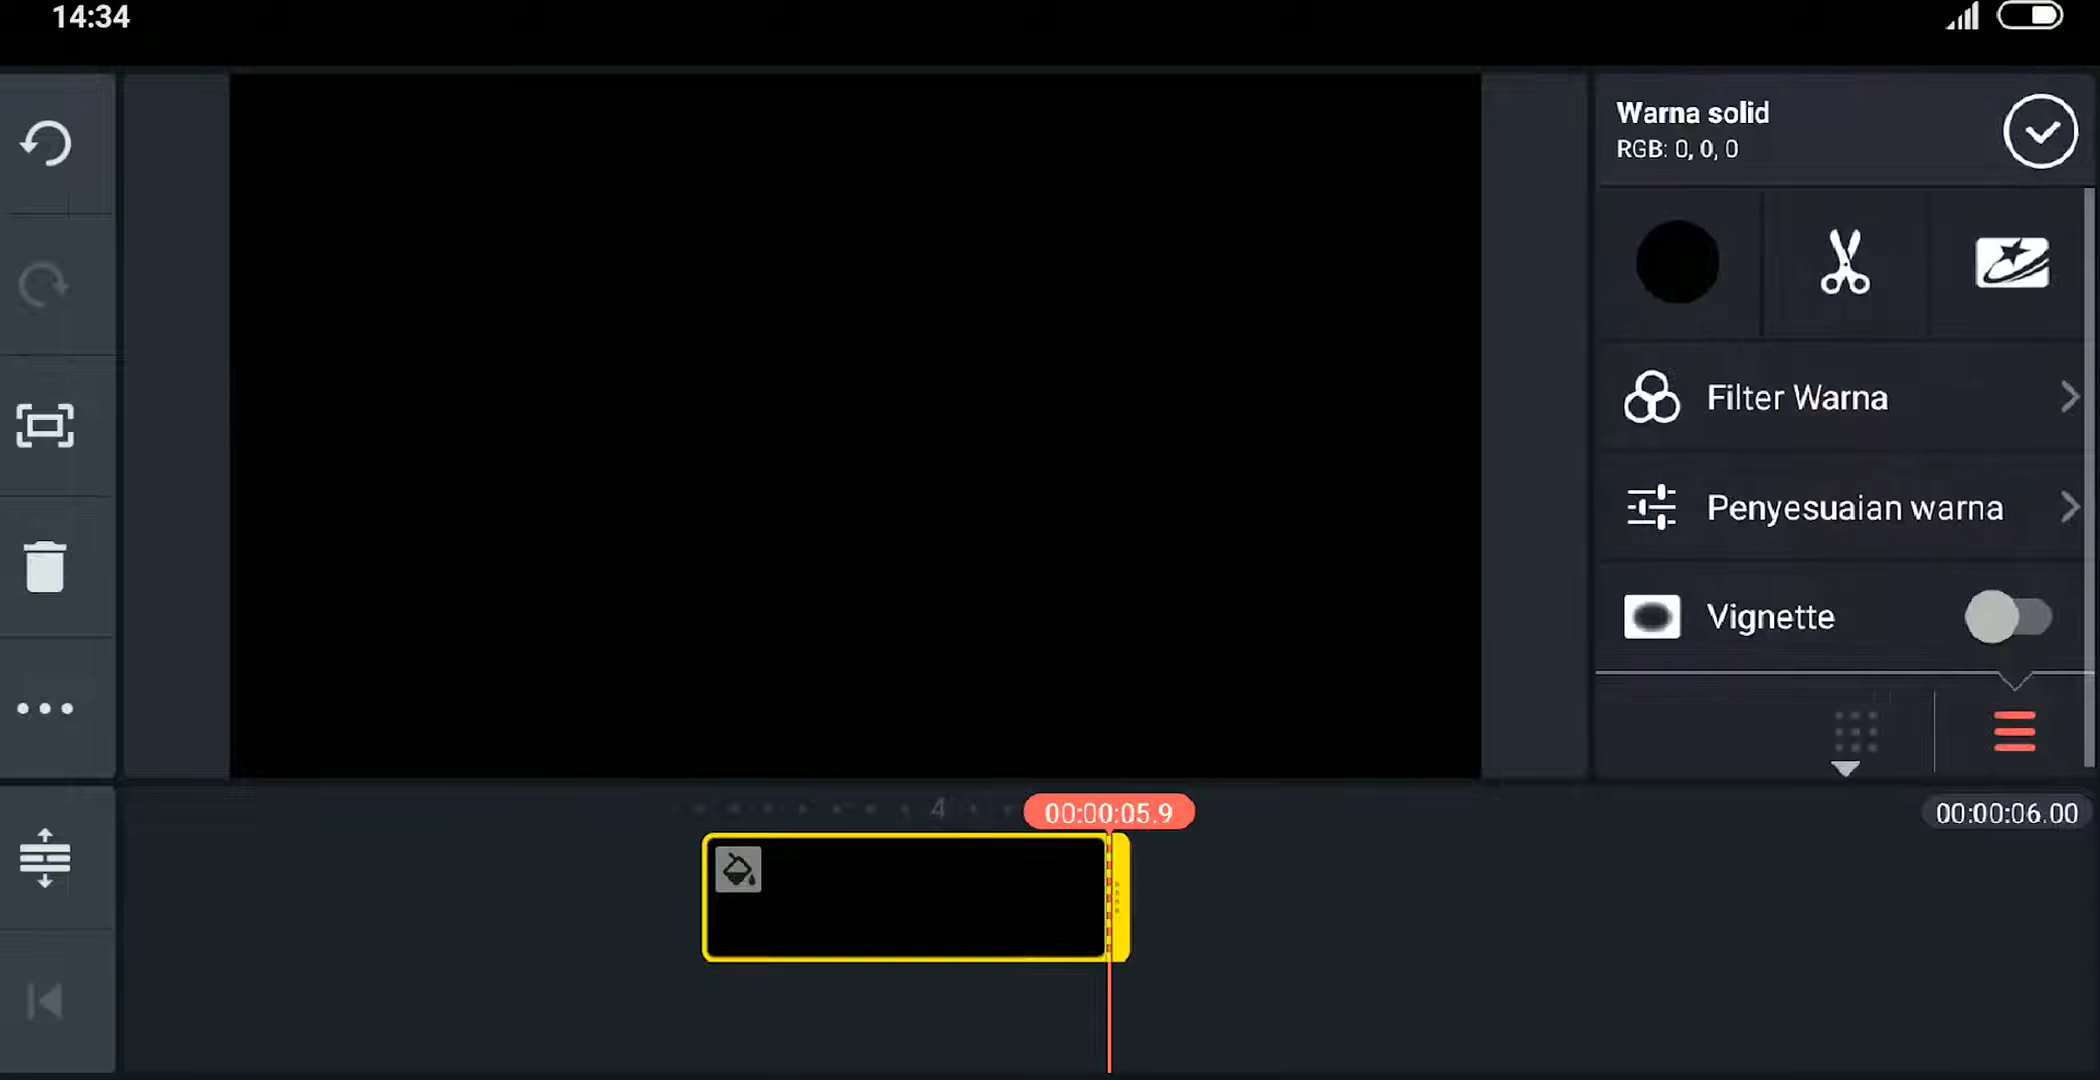 14:34
Warna solid
RGB: 0, 0, 0
Filter Warna
Penyesuaian warna
Vignette
4
00:00:05.9
00:00:06.00